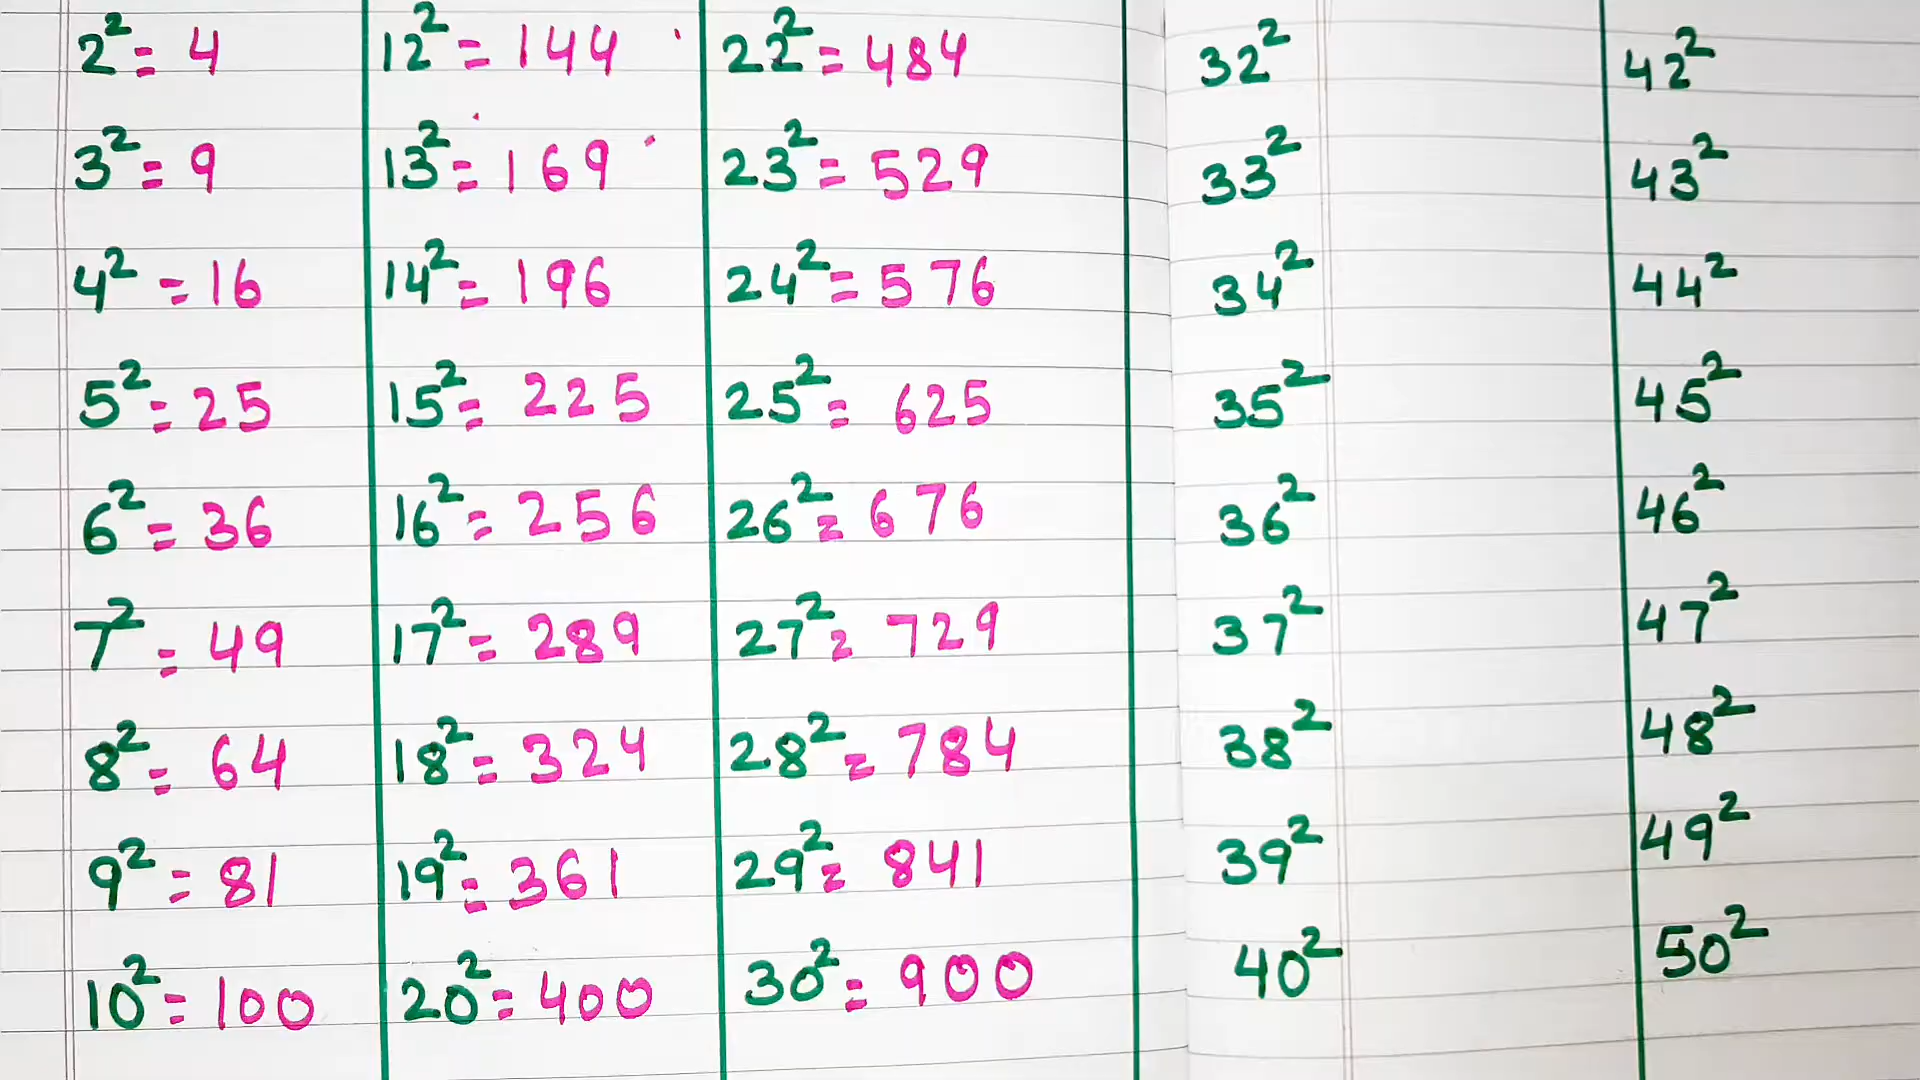 2² = 4 12² = 144 22² = 484 32² 42²
3² = 9 13² = 169 23² = 529 33² 43²
4² = 16 14² = 196 24² = 576 34² 44²
5² = 25 15² = 225 25² = 625 35² 45²
6² = 36 16² = 256 26² = 676 36² 46²
7² = 49 17² = 289 27² = 729 37² 47²
8² = 64 18² = 324 28² = 784 38² 48²
9² = 81 19² = 361 29² = 841 39² 49²
10² = 100 20² = 400 30² = 900 40² 50²